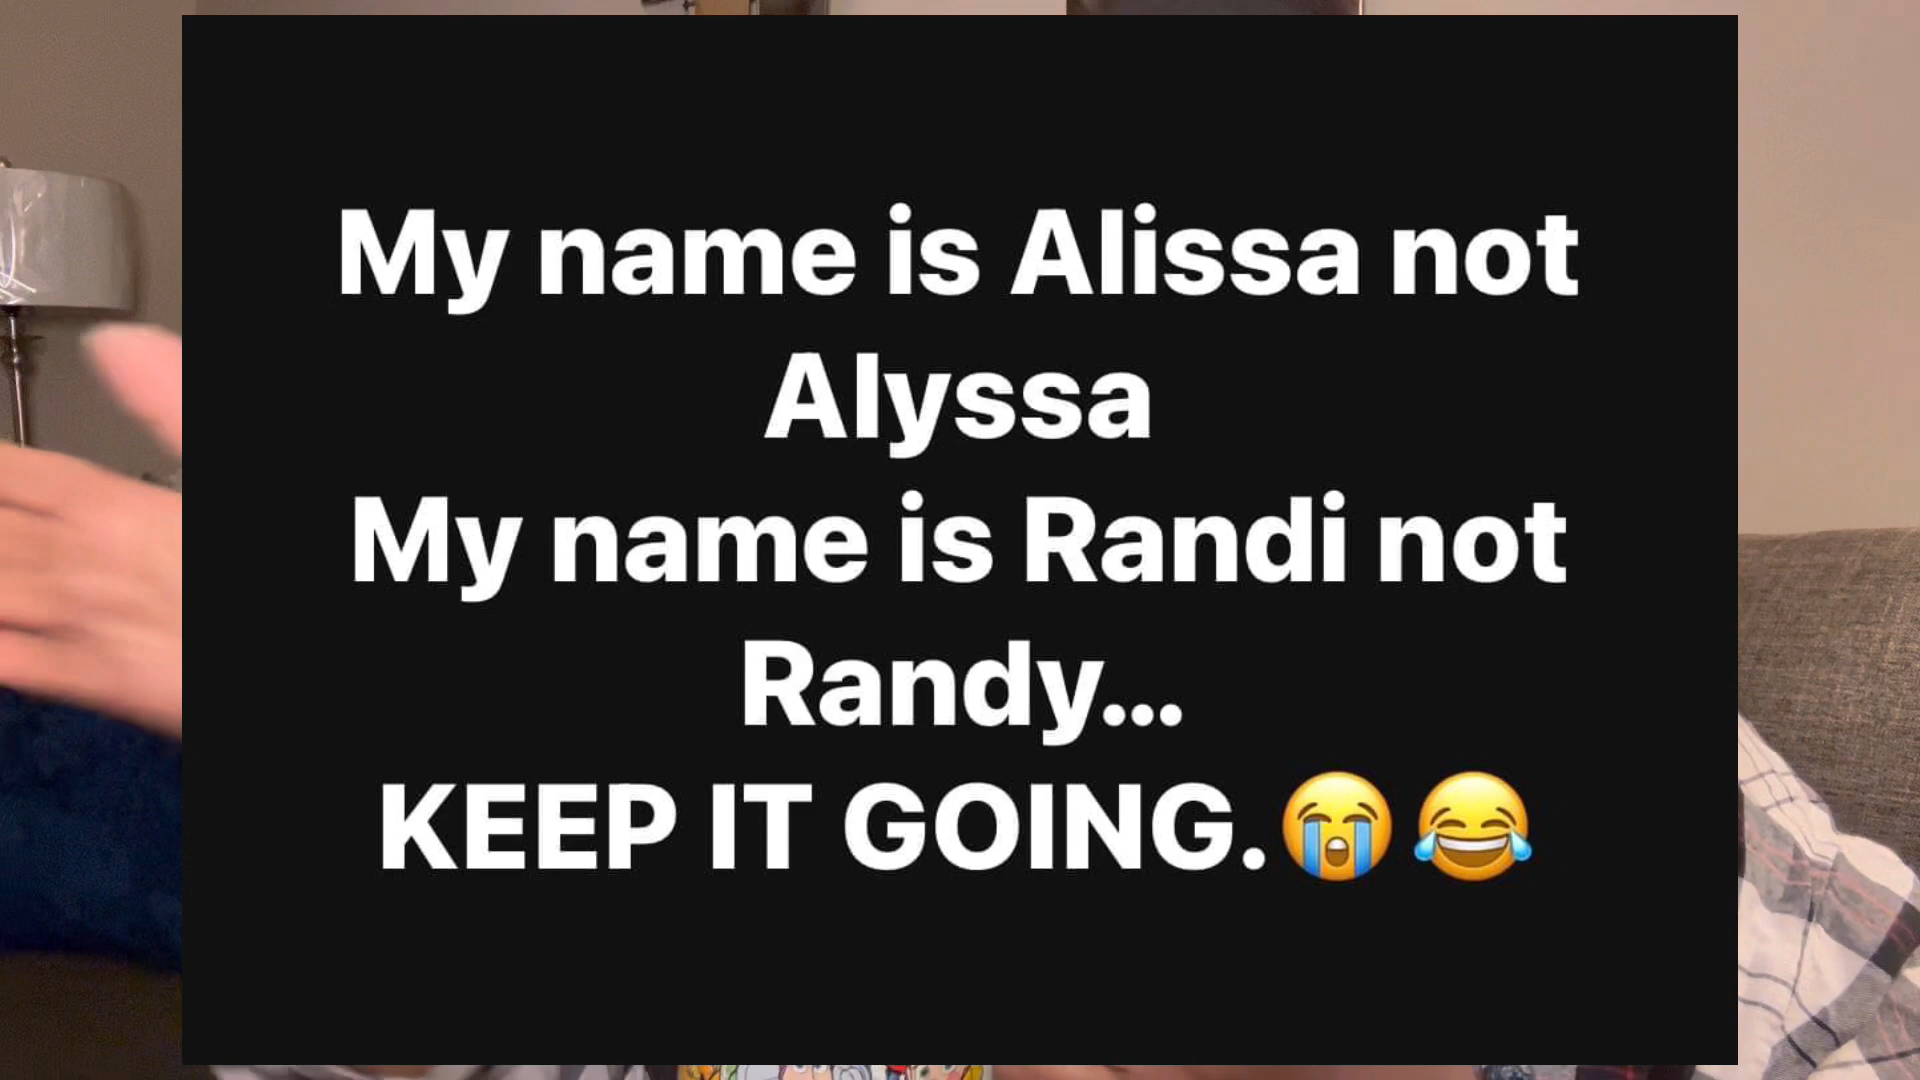 My name is Alissa not
Alyssa
My name is Randi not
Randy...
KEEP IT GOING.😭😂